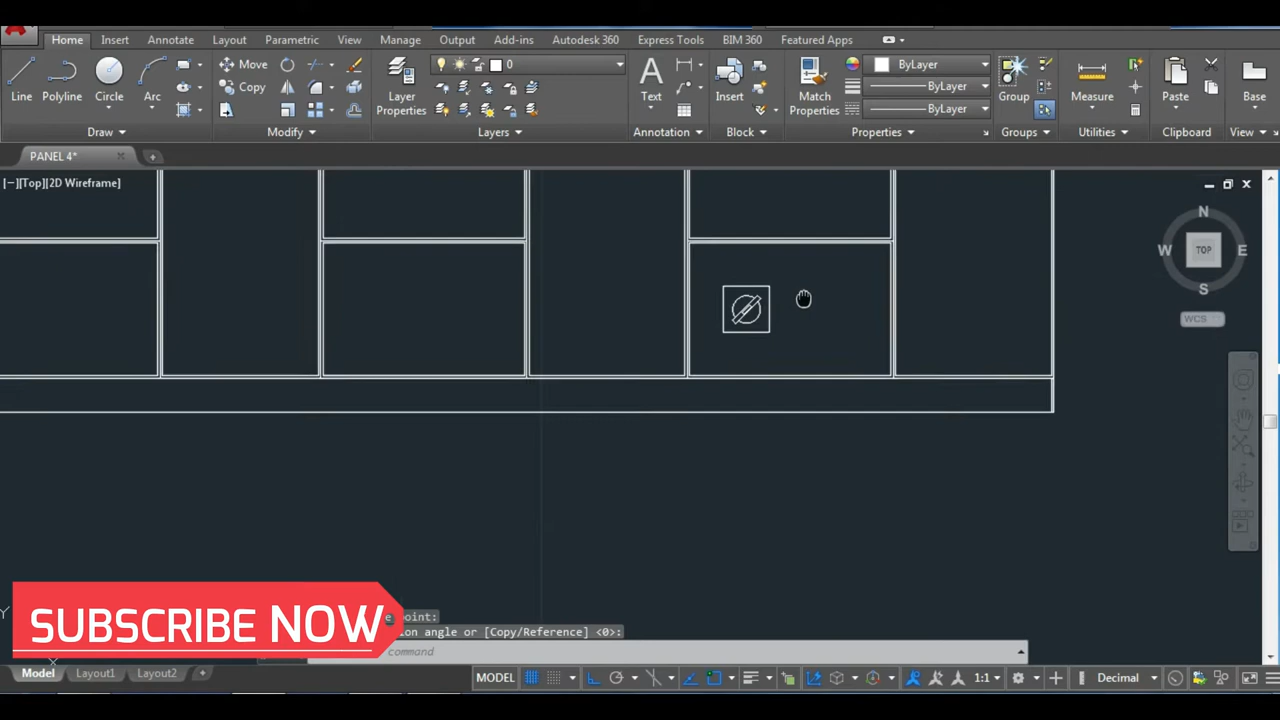 Home Insert Annotate Layout Parametric View Manage Output Add-ins Autodesk 360 Express Tools BIM 360 Featured Apps
Move
Copy
0
ByLayer
ByLayer
ByLayer
Line Polyline Circle Arc
Layer Properties
Text
Insert
Match Properties
Group
Measure
Paste
Base
Draw Modify Layers Annotation Block Properties Groups Utilities Clipboard View
PANEL 4*
[−][Top][2D Wireframe]
N
W TOP E
S
WCS
Y
X
SUBSCRIBE NOW
point:
ion angle or [Copy/Reference] <0>:
command
Model Layout1 Layout2 +
MODEL 1:1 Decimal